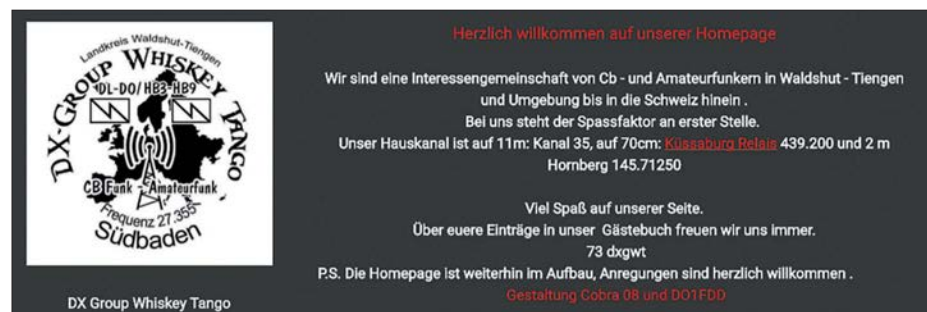 Landkreis Waldshut-Tiengen
DX-Group Whiskey Tango
DL-DO/HB3-HB9
CB Funk - Amateurfunk
Frequenz 27.355
Südbaden
DX Group Whiskey Tango
Herzlich willkommen auf unserer Homepage
Wir sind eine Interessengemeinschaft von Cb - und Amateurfunkern in Waldshut - Tiengen
und Umgebung bis in die Schweiz hinein .
Bei uns steht der Spassfaktor an erster Stelle.
Unser Hauskanal ist auf 11m: Kanal 35, auf 70cm: Küssaburg Relais 439.200 und 2 m
Hornberg 145.71250
Viel Spaß auf unserer Seite.
Über euere Einträge in unser Gästebuch freuen wir uns immer.
73 dxgwt
P.S. Die Homepage ist weiterhin im Aufbau, Anregungen sind herzlich willkommen .
Gestaltung Cobra 08 und DO1FDD